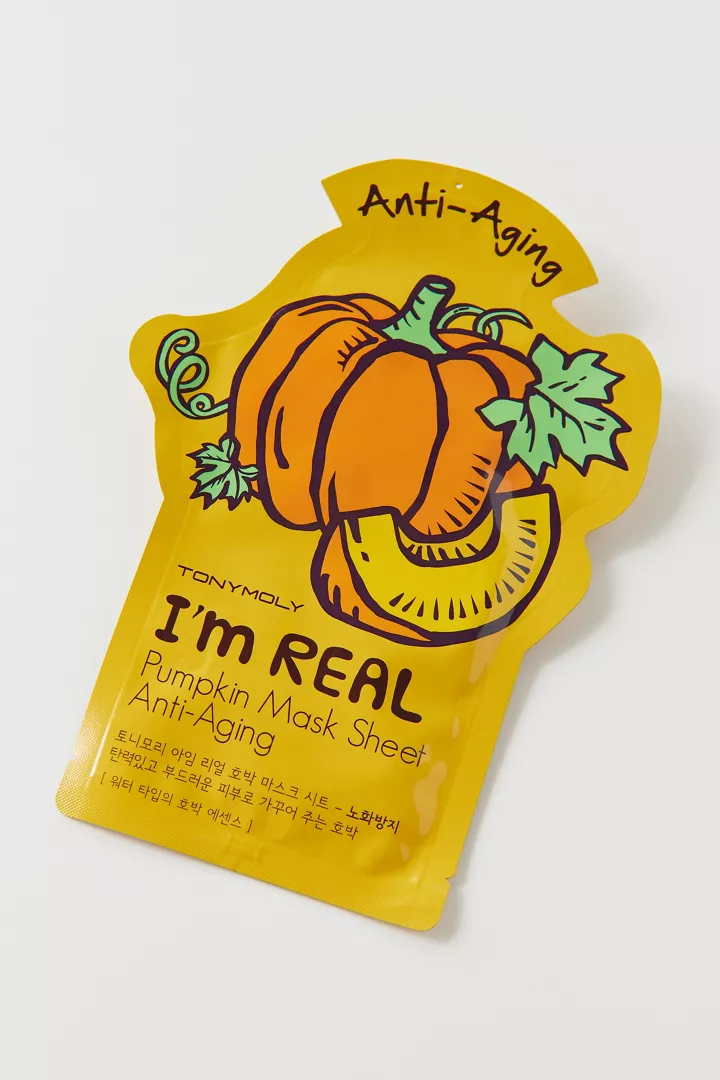 Anti-Aging
TONYMOLY
I'm REAL
Pumpkin Mask Sheet
Anti-Aging
토니모리 아임 리얼 호박 마스크 시트 - 노화방지
탄력있고 부드러운 피부로 가꾸어 주는 호박
[ 워터 타입의 호박 에센스 ]